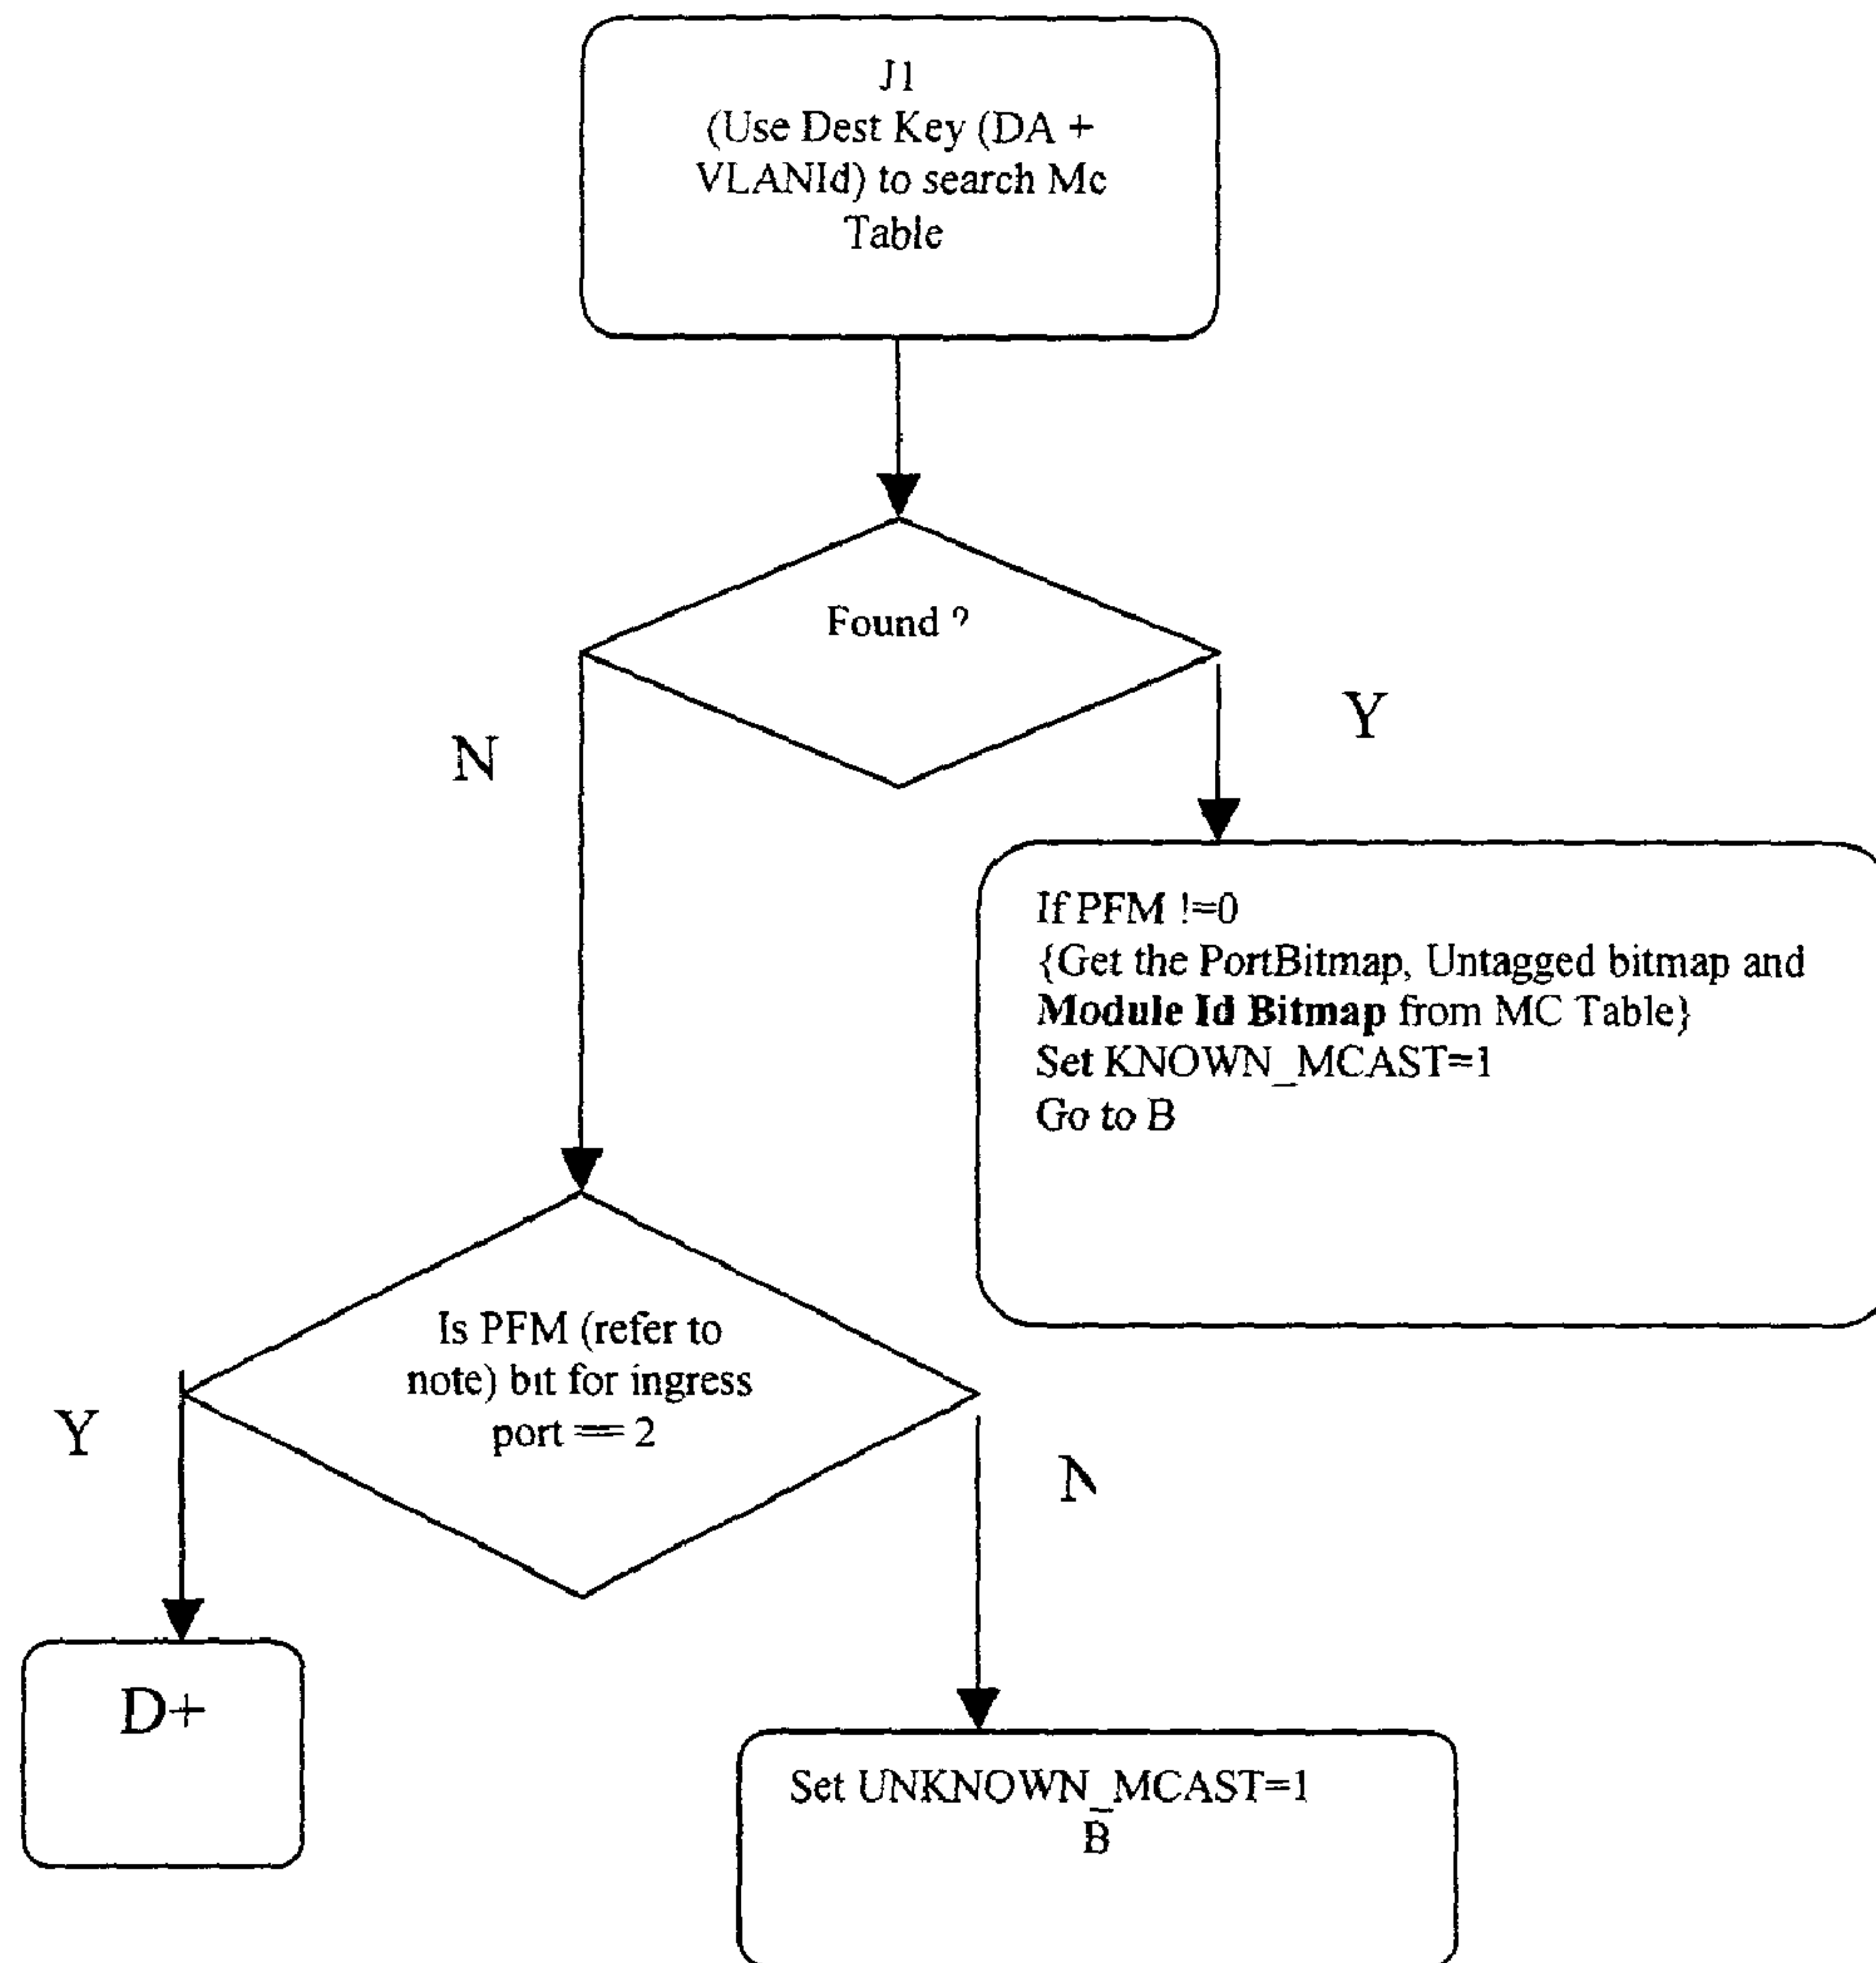 J1
(Use Dest Key (DA +
VLANId) to search Mc
Table
Found ?
N
Y
If PFM !=0
{Get the PortBitmap, Untagged bitmap and
Module Id Bitmap from MC Table}
Set KNOWN_MCAST=1
Go to B
Is PFM (refer to
note) bit for ingress
port == 2
Y
N
D+
Set UNKNOWN_MCAST=1
B